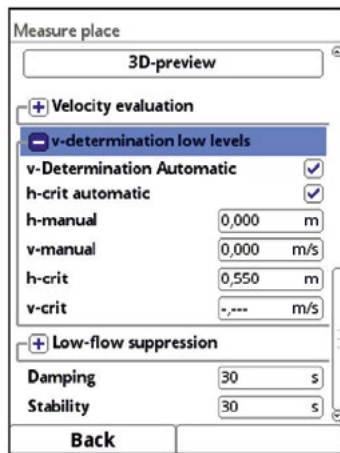 Measure place
3D-preview
Velocity evaluation
v-determination low levels
v-Determination Automatic
h-crit automatic
h-manual 0,000 m
v-manual 0,000 m/s
h-crit 0,550 m
v-crit -,--- m/s
Low-flow suppression
Damping 30 s
Stability 30 s
Back